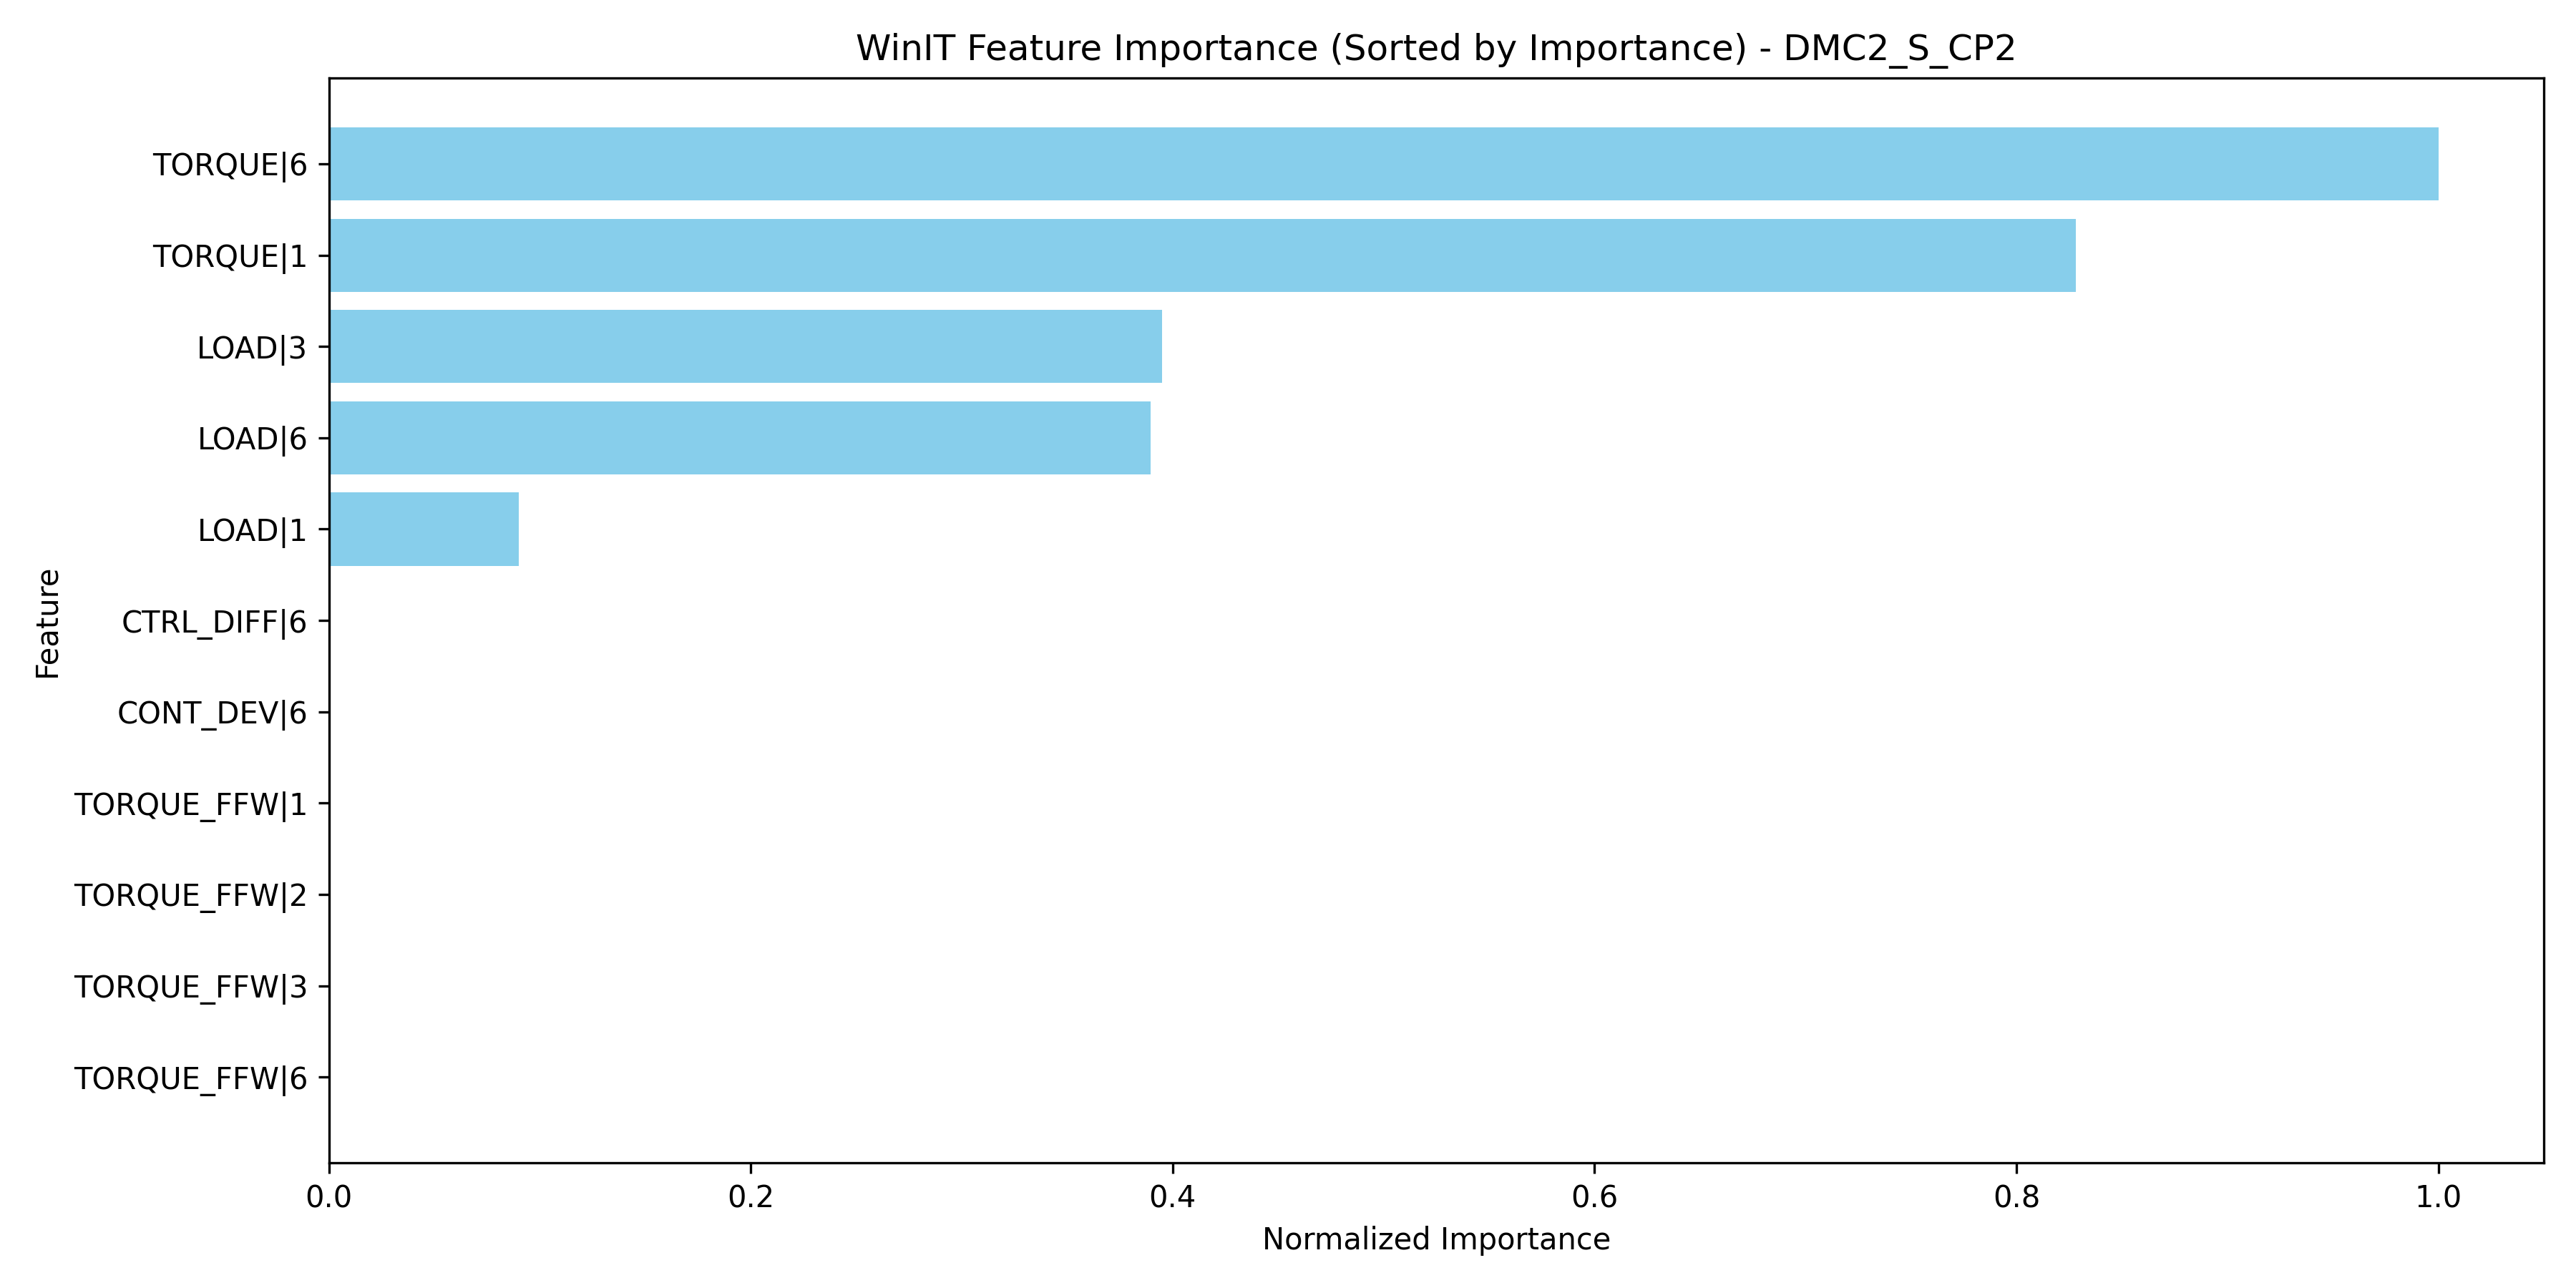 WinIT Feature Importance (Sorted by Importance) - DMC2_S_CP2
TORQUE|6
TORQUE|1
LOAD|3
LOAD|6
LOAD|1
CTRL_DIFF|6
CONT_DEV|6
TORQUE_FFW|1
TORQUE_FFW|2
TORQUE_FFW|3
TORQUE_FFW|6
Feature
0.0 0.2 0.4 0.6 0.8 1.0
Normalized Importance